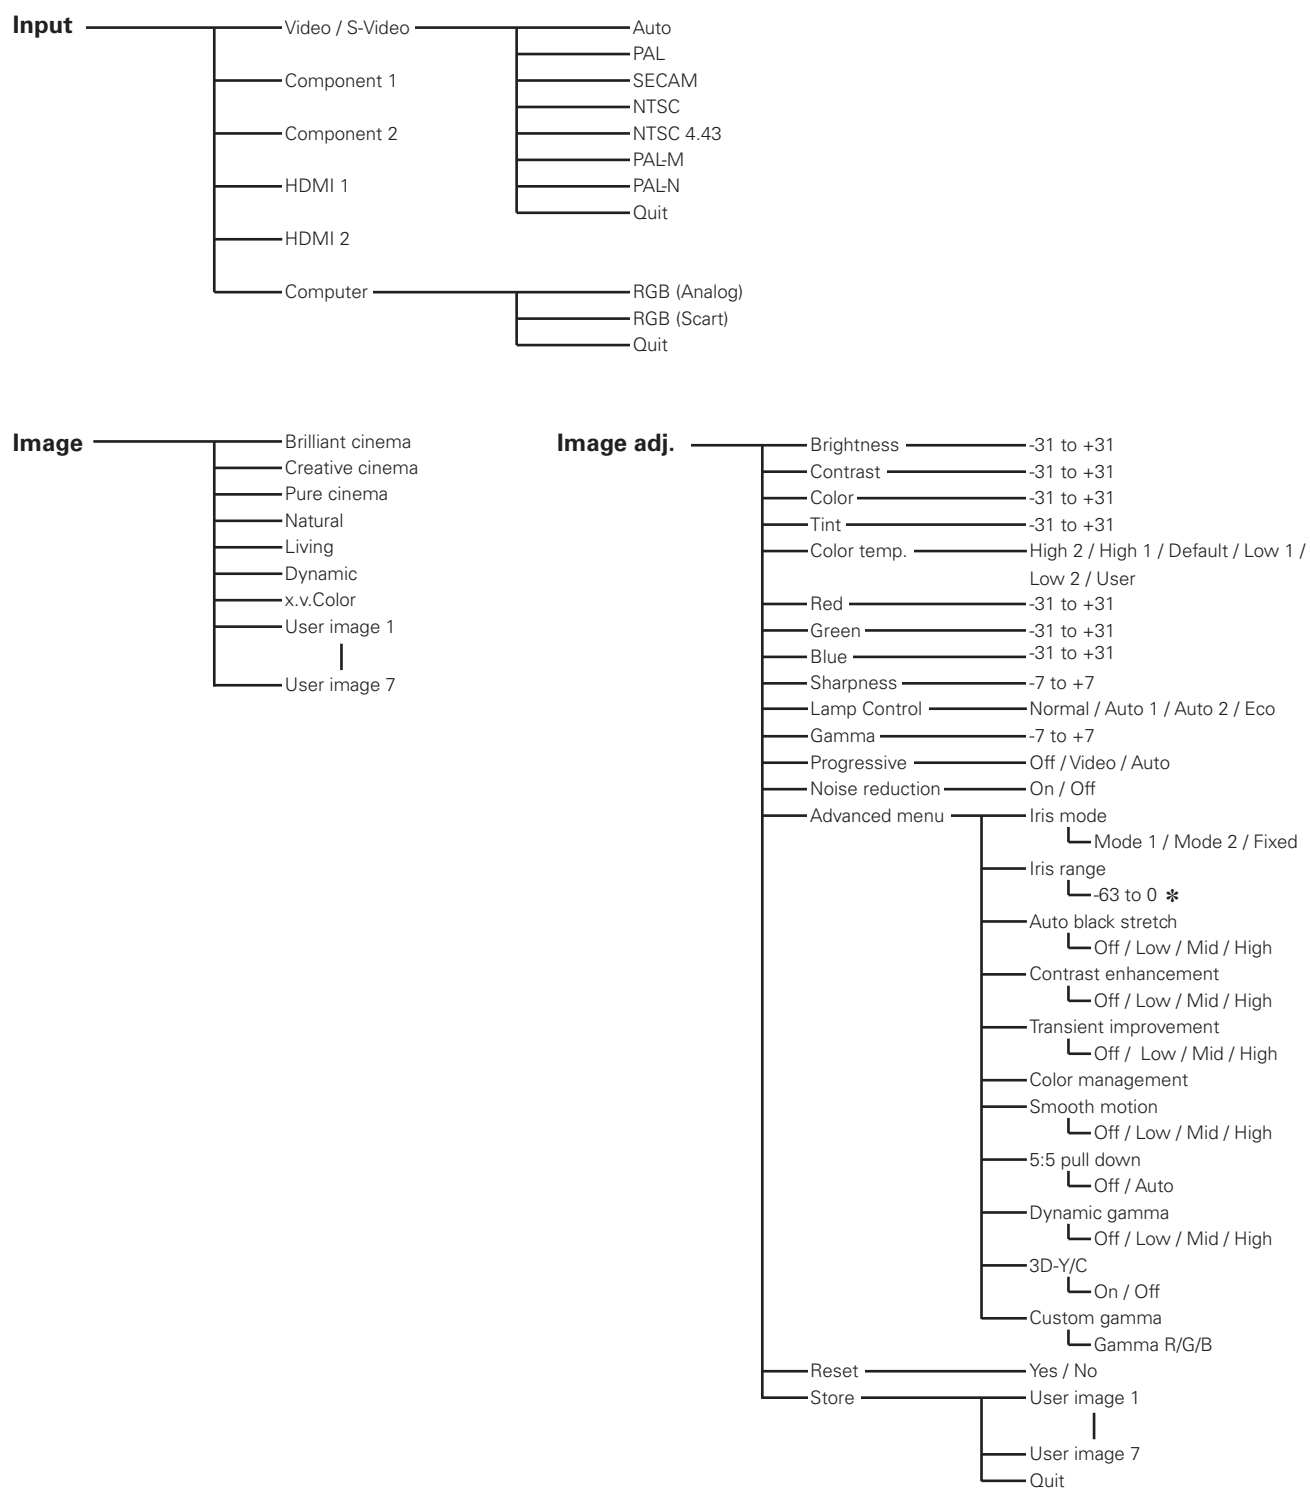 Input
Video / S-Video
Auto
PAL
Component 1
SECAM
NTSC
Component 2
NTSC 4.43
PAL-M
HDMI 1
PAL-N
Quit
HDMI 2
Computer
RGB (Analog)
RGB (Scart)
Quit
Image
Brilliant cinema
Creative cinema
Pure cinema
Natural
Living
Dynamic
x.v.Color
User image 1
User image 7
Image adj.
Brightness -31 to +31
Contrast -31 to +31
Color -31 to +31
Tint -31 to +31
Color temp. High 2 / High 1 / Default / Low 1 /
Low 2 / User
Red -31 to +31
Green -31 to +31
Blue -31 to +31
Sharpness -7 to +7
Lamp Control Normal / Auto 1 / Auto 2 / Eco
Gamma -7 to +7
Progressive Off / Video / Auto
Noise reduction On / Off
Advanced menu Iris mode
Mode 1 / Mode 2 / Fixed
Iris range
-63 to 0 ✻
Auto black stretch
Off / Low / Mid / High
Contrast enhancement
Off / Low / Mid / High
Transient improvement
Off / Low / Mid / High
Color management
Smooth motion
Off / Low / Mid / High
5:5 pull down
Off / Auto
Dynamic gamma
Off / Low / Mid / High
3D-Y/C
On / Off
Custom gamma
Gamma R/G/B
Reset Yes / No
Store User image 1
User image 7
Quit